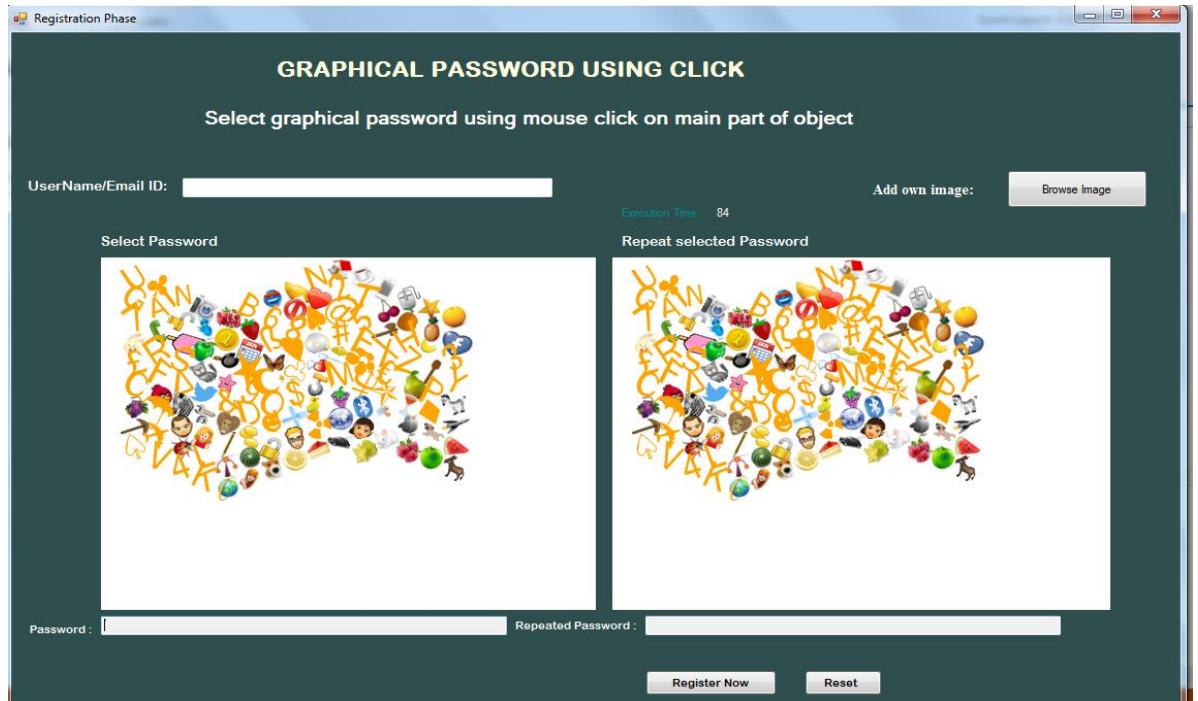 Registration Phase
GRAPHICAL PASSWORD USING CLICK
Select graphical password using mouse click on main part of object
UserName/Email ID:
Add own image:
Browse Image
Execution Time: 84
Select Password
Repeat selected Password
Password :
Repeated Password :
Register Now
Reset